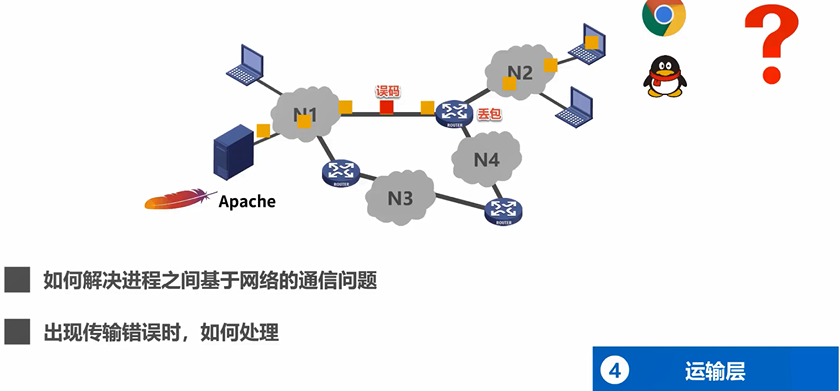 误码
N1
N2
丢包
ROUTER
N4
ROUTER
N3
ROUTER
Apache
?
如何解决进程之间基于网络的通信问题
出现传输错误时，如何处理
4 运输层